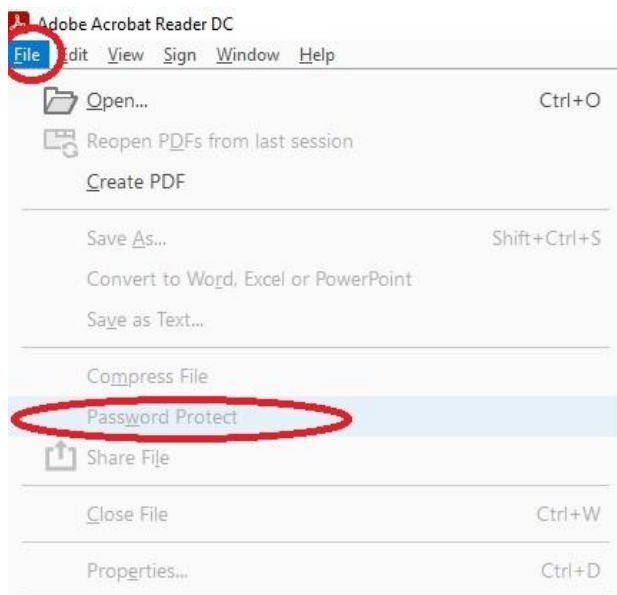 Adobe Acrobat Reader DC
File Edit View Sign Window Help
Open... Ctrl+O
Reopen PDFs from last session
Create PDF
Save As... Shift+Ctrl+S
Convert to Word, Excel or PowerPoint
Save as Text...
Compress File
Password Protect
Share File
Close File Ctrl+W
Properties... Ctrl+D